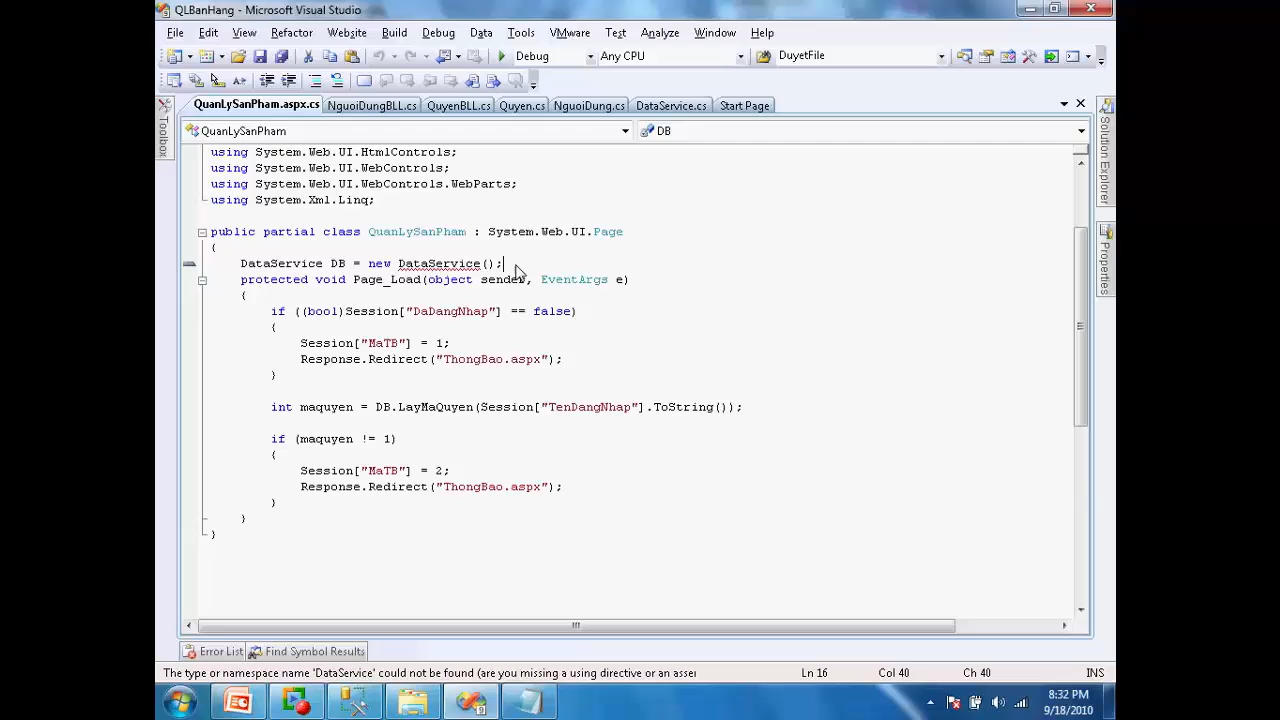 QLBanHang - Microsoft Visual Studio
File Edit View Refactor Website Build Debug Data Tools VMware Test Analyze Window Help
Debug Any CPU DuyetFile
QuanLySanPham.aspx.cs NguoiDungBLL.cs QuyenBLL.cs Quyen.cs NguoiDung.cs DataService.cs Start Page
Toolbox
Solution Explorer
Properties
QuanLySanPham DB
using System.Web.UI.HtmlControls;
using System.Web.UI.WebControls;
using System.Web.UI.WebControls.WebParts;
using System.Xml.Linq;
public partial class QuanLySanPham : System.Web.UI.Page
{
DataService DB = new DataService();
protected void Page_Load(object sender, EventArgs e)
{
if ((bool)Session["DaDangNhap"] == false)
{
Session["MaTB"] = 1;
Response.Redirect("ThongBao.aspx");
}
int maquyen = DB.LayMaQuyen(Session["TenDangNhap"].ToString());
if (maquyen != 1)
{
Session["MaTB"] = 2;
Response.Redirect("ThongBao.aspx");
}
}
}
Error List Find Symbol Results
The type or namespace name 'DataService' could not be found (are you missing a using directive or an asser Ln 16 Col 40 Ch 40 INS
8:32 PM
9/18/2010